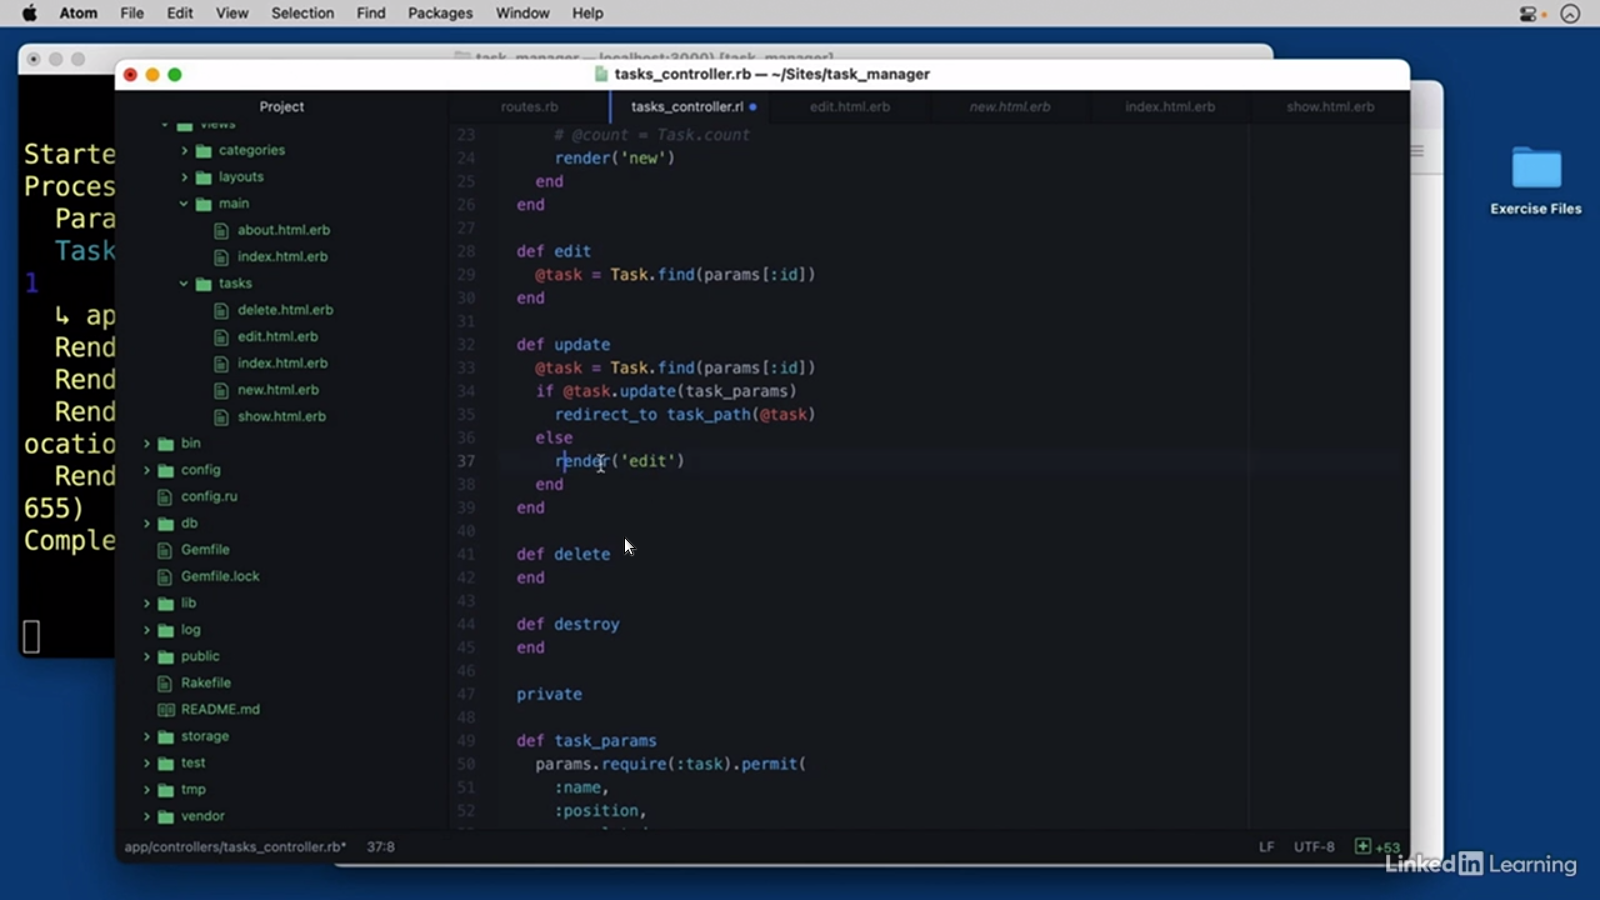 Atom File Edit View Selection Find Packages Window Help
task_manager — localhost:3000) [task_manager]
tasks_controller.rb — ~/Sites/task_manager
Project
routes.rb
tasks_controller.rl
edit.html.erb
new.html.erb
index.html.erb
show.html.erb
Starte
Proces
Para
Task
1
↳ ap
Rend
Rend
Rend
ocatio
Rend
655)
Comple
views
categories
layouts
main
about.html.erb
index.html.erb
tasks
delete.html.erb
edit.html.erb
index.html.erb
new.html.erb
show.html.erb
bin
config
config.ru
db
Gemfile
Gemfile.lock
lib
log
public
Rakefile
README.md
storage
test
tmp
vendor
23 # @count = Task.count
24 render('new')
25 end
26 end
27
28 def edit
29 @task = Task.find(params[:id])
30 end
31
32 def update
33 @task = Task.find(params[:id])
34 if @task.update(task_params)
35 redirect_to task_path(@task)
36 else
37 render('edit')
38 end
39 end
40
41 def delete
42 end
43
44 def destroy
45 end
46
47 private
48
49 def task_params
50 params.require(:task).permit(
51 :name,
52 :position,
app/controllers/tasks_controller.rb* 37:8
LF UTF-8 +53
Exercise Files
Linked in Learning